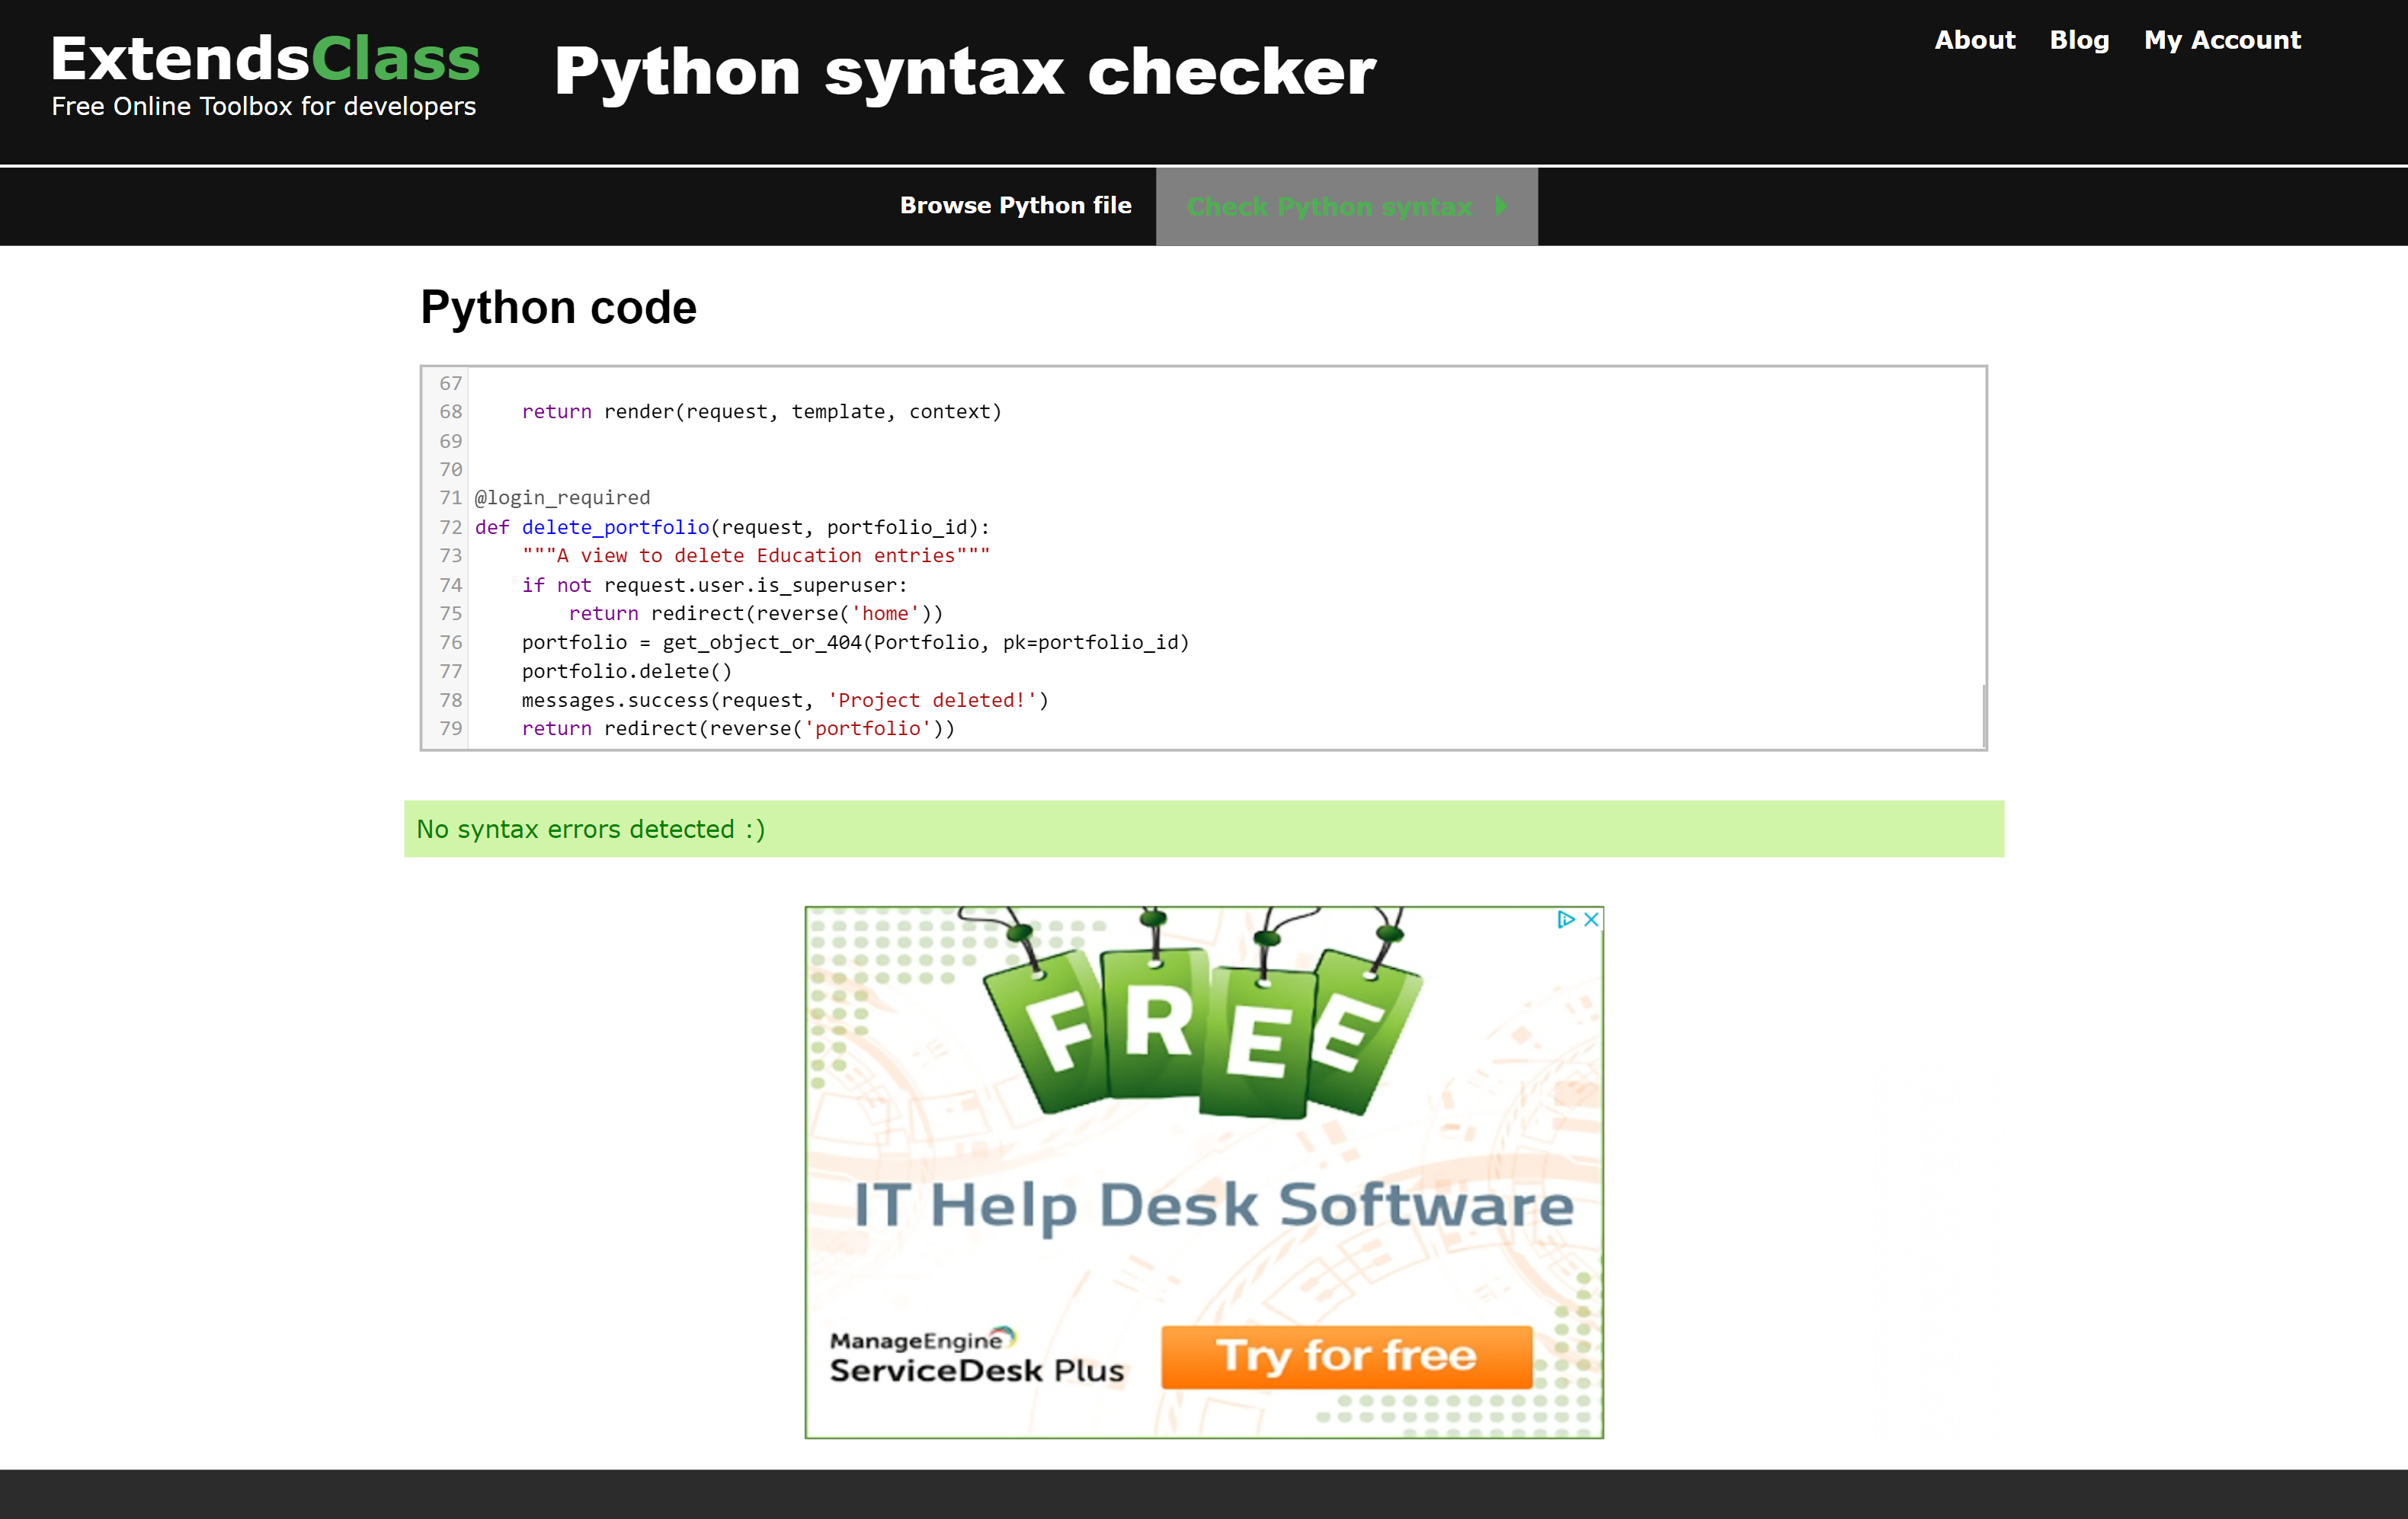 ExtendsClass
Free Online Toolbox for developers
Python syntax checker
About Blog My Account
Browse Python file
Check Python syntax
Python code
67
68     return render(request, template, context)
69
70
71 @login_required
72 def delete_portfolio(request, portfolio_id):
73     """A view to delete Education entries"""
74     if not request.user.is_superuser:
75         return redirect(reverse('home'))
76     portfolio = get_object_or_404(Portfolio, pk=portfolio_id)
77     portfolio.delete()
78     messages.success(request, 'Project deleted!')
79     return redirect(reverse('portfolio'))
No syntax errors detected :)
FREE
IT Help Desk Software
ManageEngine
ServiceDesk Plus
Try for free